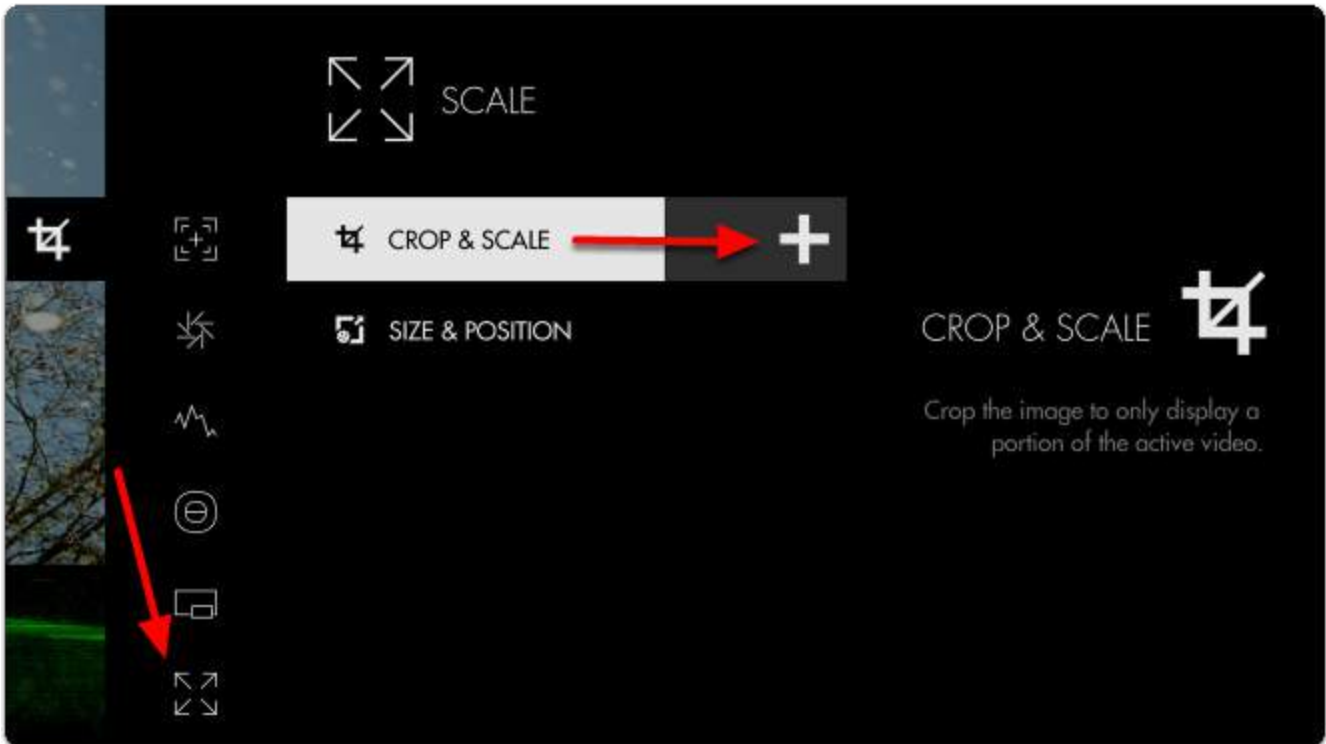 SCALE
CROP & SCALE
SIZE & POSITION
CROP & SCALE
Crop the image to only display a
portion of the active video.